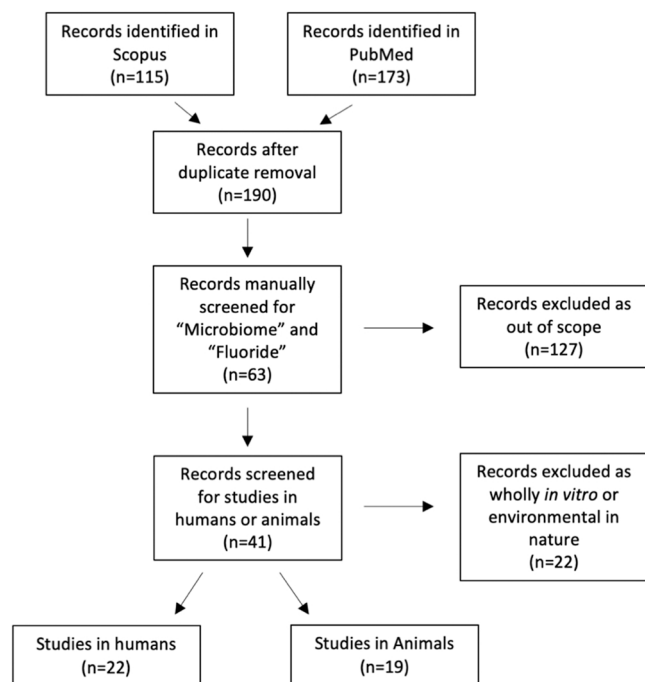 Records identified in
Scopus
(n=115)
Records identified in
PubMed
(n=173)
Records after
duplicate removal
(n=190)
Records manually
screened for
“Microbiome” and
“Fluoride”
(n=63)
Records excluded as
out of scope
(n=127)
Records screened
for studies in
humans or animals
(n=41)
Records excluded as
wholly in vitro or
environmental in
nature
(n=22)
Studies in humans
(n=22)
Studies in Animals
(n=19)